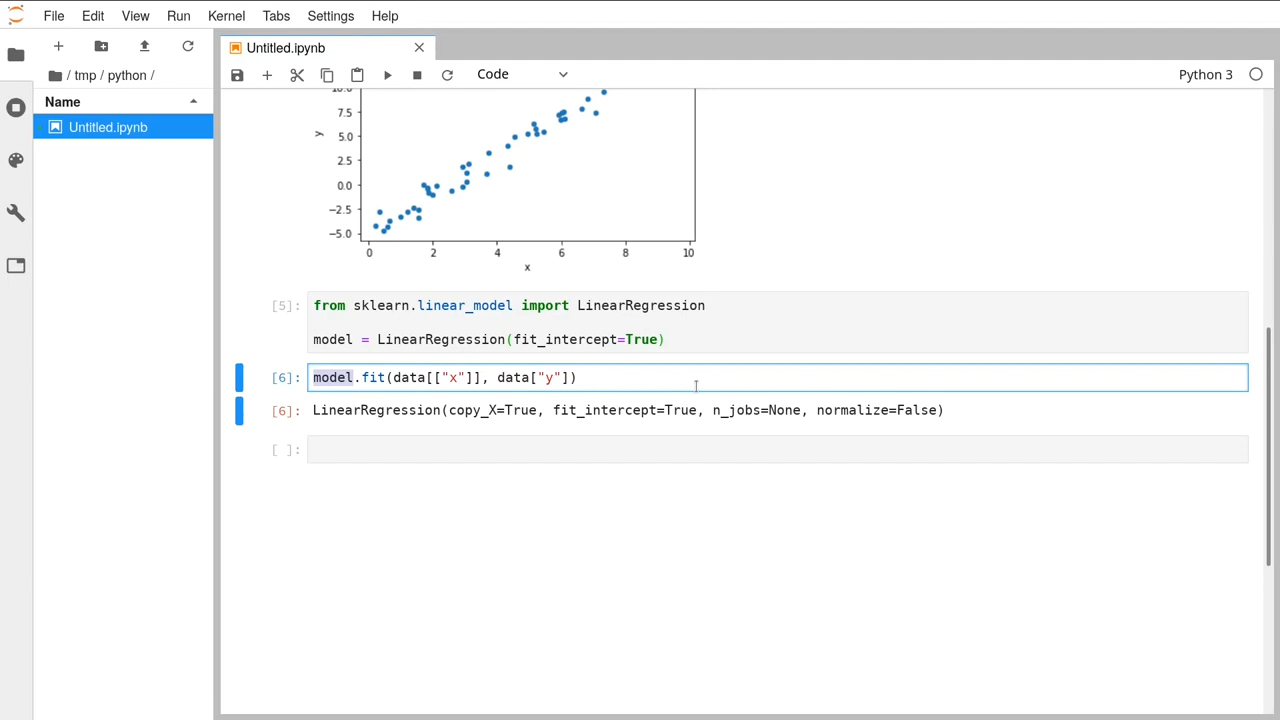 File Edit View Run Kernel Tabs Settings Help
Untitled.ipynb
Code
Python 3
/ tmp / python /
Name
Untitled.ipynb
10.0
7.5
5.0
2.5
0.0
−2.5
−5.0
y
0 2 4 6 8 10
x
[5]:
from sklearn.linear_model import LinearRegression
model = LinearRegression(fit_intercept=True)
[6]: model.fit(data[["x"]], data["y"])
[6]: LinearRegression(copy_X=True, fit_intercept=True, n_jobs=None, normalize=False)
[ ]: